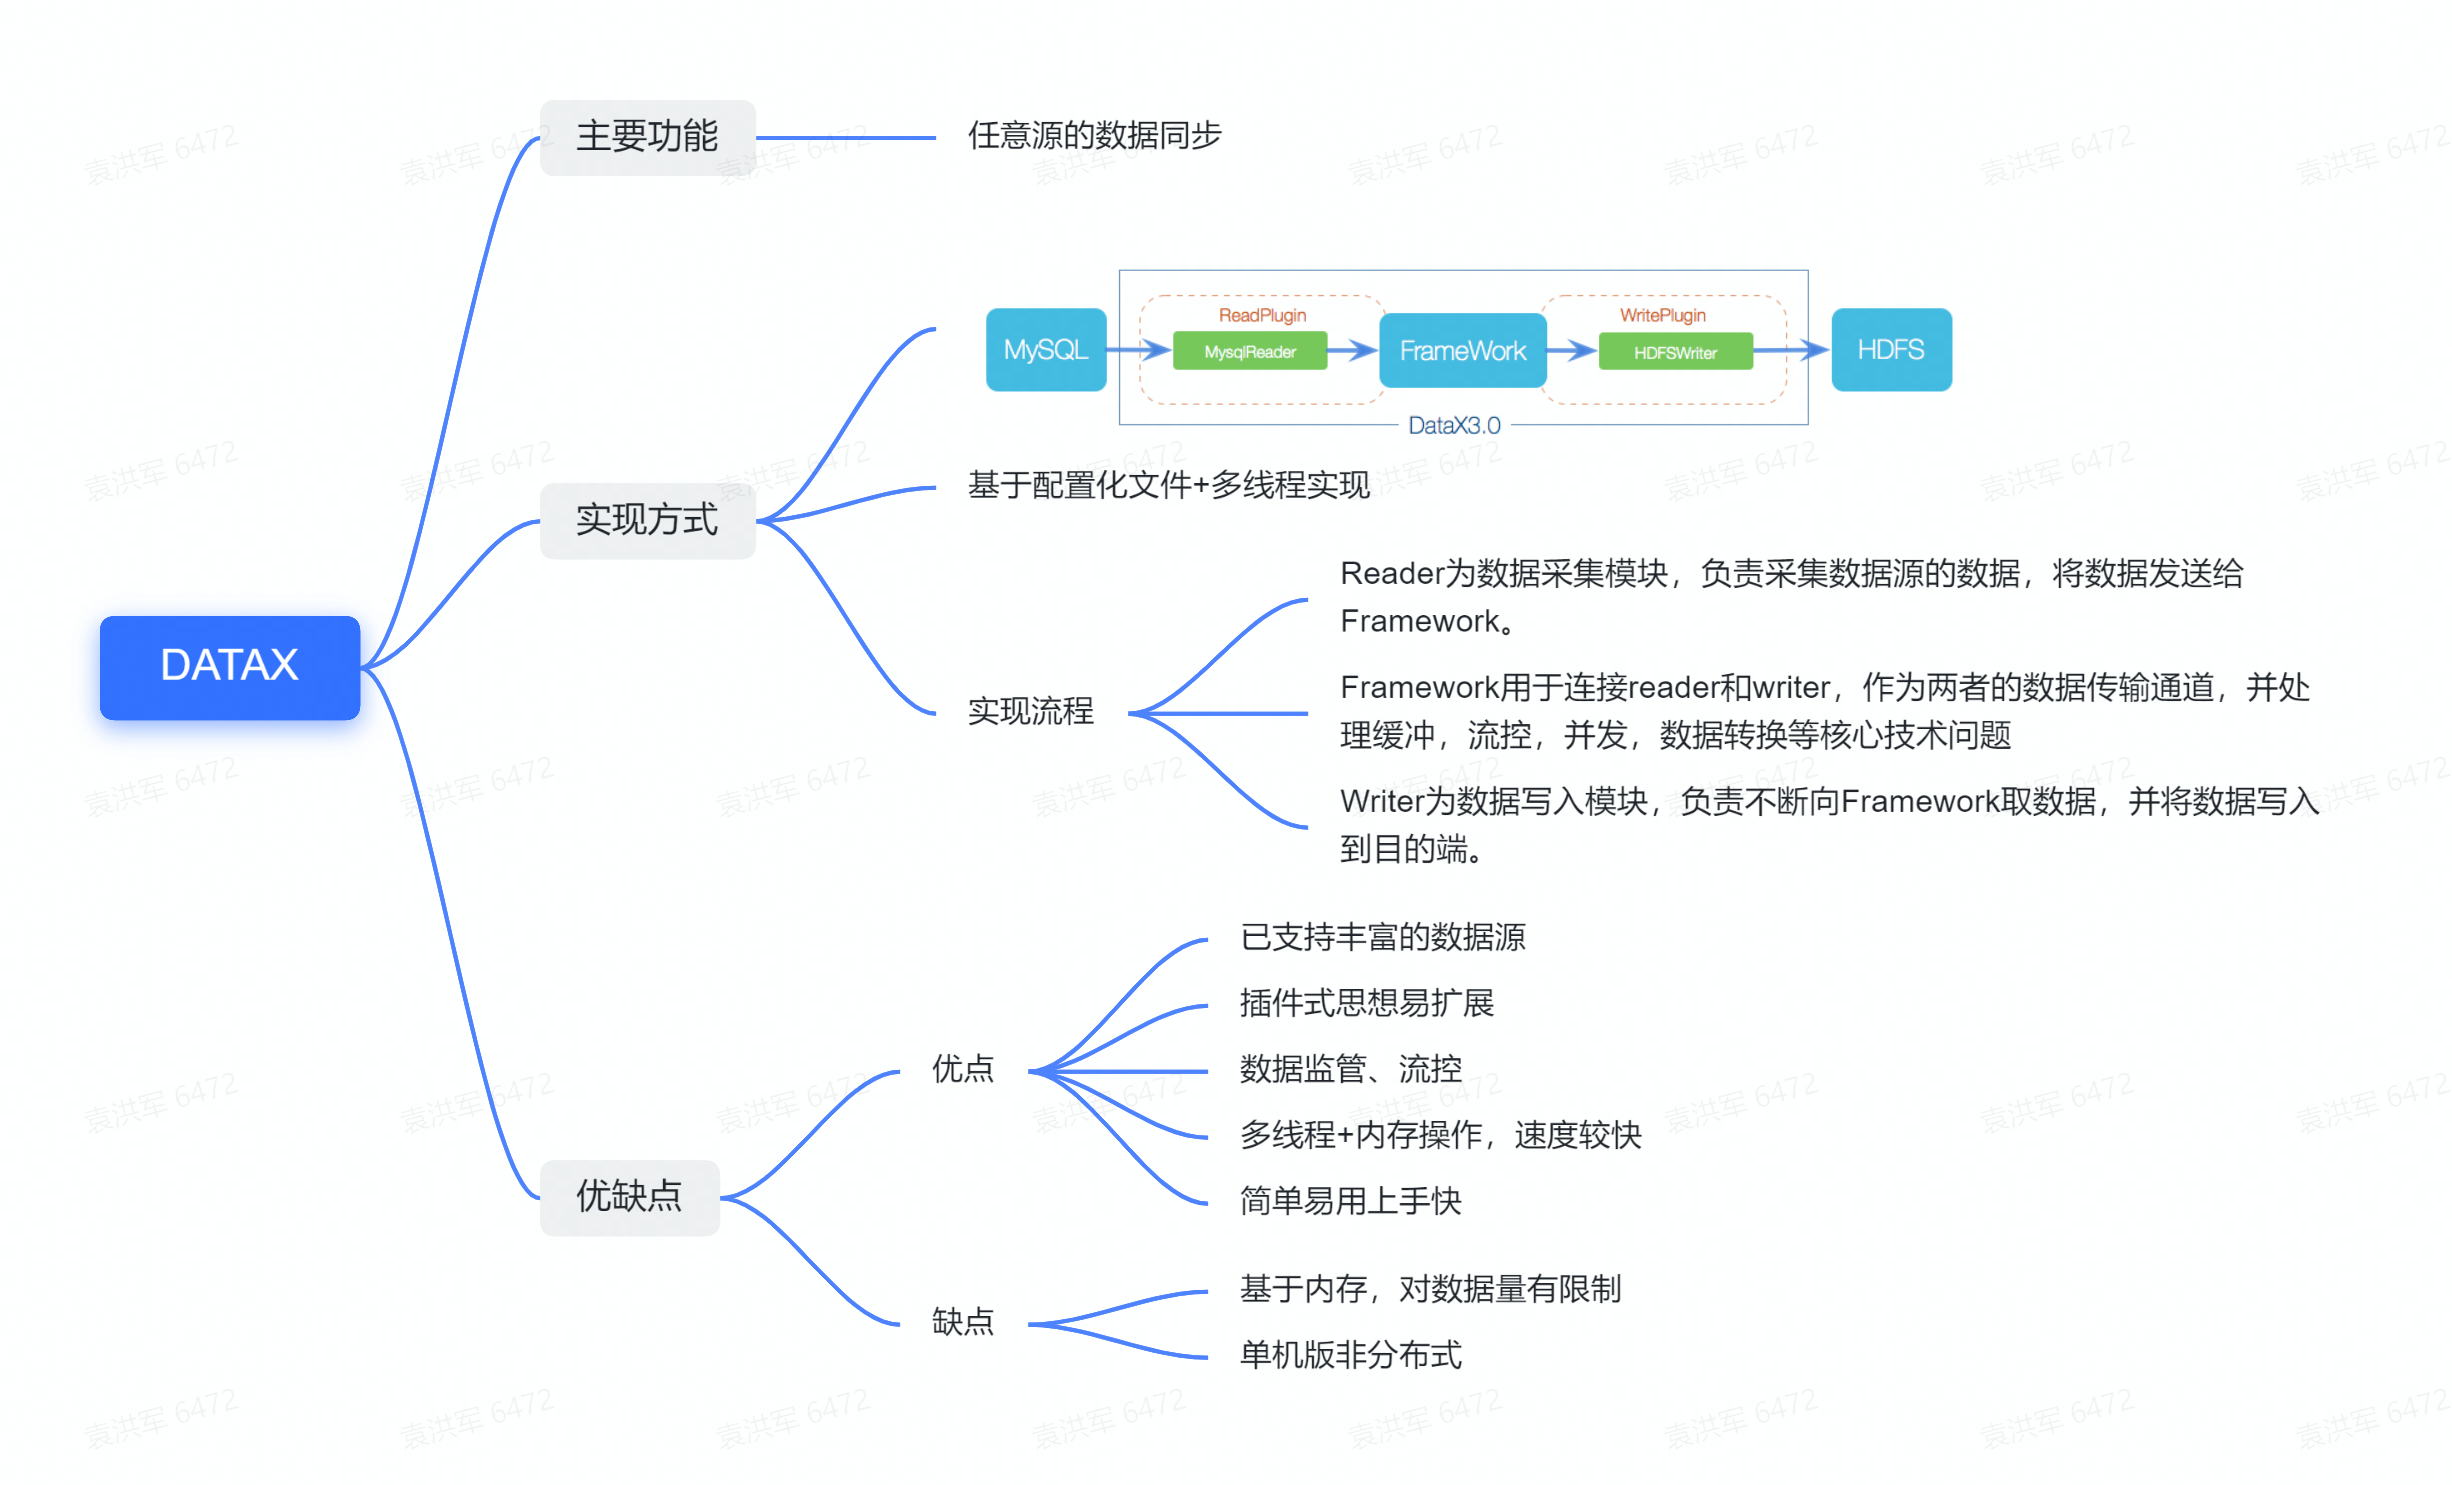 DATAX
主要功能
任意源的数据同步
实现方式
MySQL
ReadPlugin
MysqlReader
FrameWork
WritePlugin
HDFSWriter
HDFS
DataX3.0
基于配置化文件+多线程实现
实现流程
Reader为数据采集模块，负责采集数据源的数据，将数据发送给
Framework。
Framework用于连接reader和writer，作为两者的数据传输通道，并处
理缓冲，流控，并发，数据转换等核心技术问题
Writer为数据写入模块，负责不断向Framework取数据，并将数据写入
到目的端。
优缺点
优点
已支持丰富的数据源
插件式思想易扩展
数据监管、流控
多线程+内存操作，速度较快
简单易用上手快
缺点
基于内存，对数据量有限制
单机版非分布式
袁洪军 6472